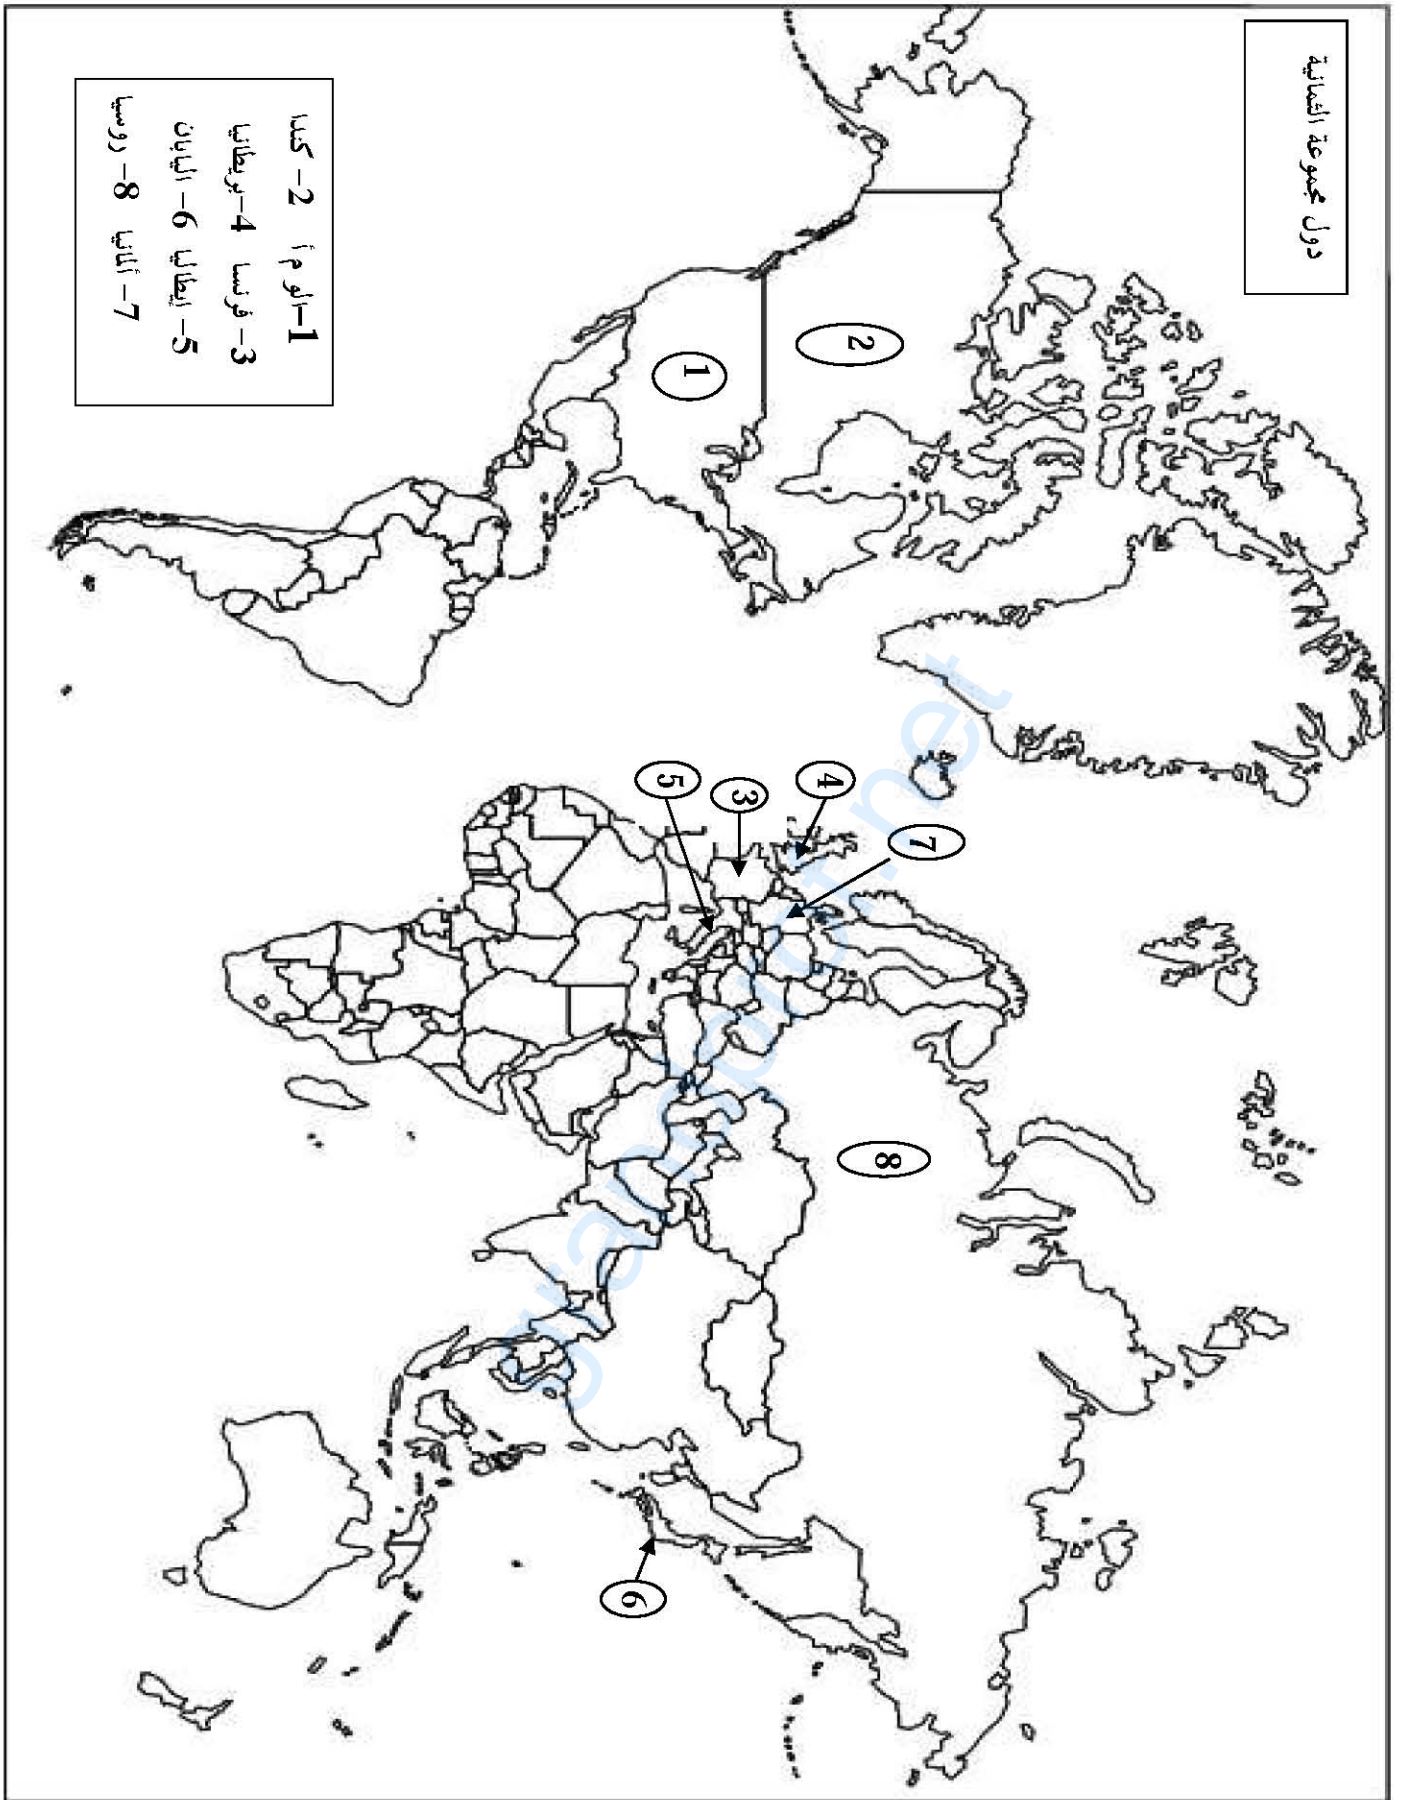 دول مجموعة الثمانية
2
1
4
7
3
5
8
6
1-الو م أ 2- كندا
3- فرنسا 4-بريطانيا
5- ايطاليا 6- اليابان
7- ألمانيا 8- روسيا